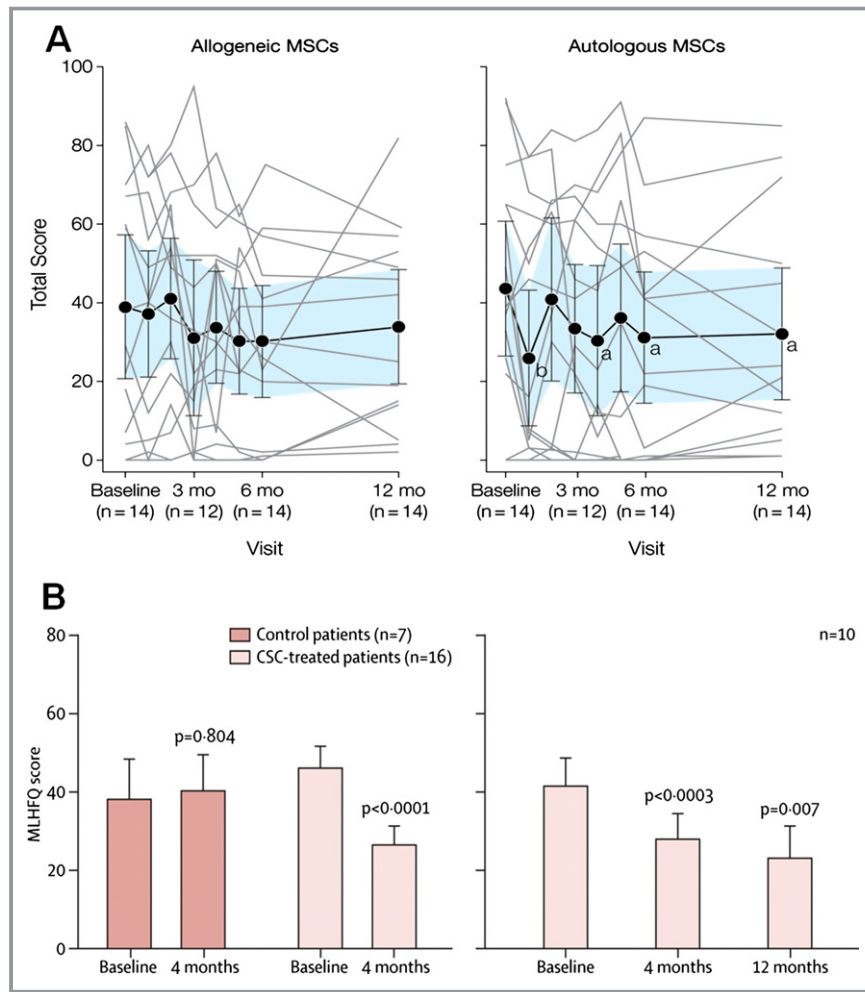 A
Allogeneic MSCs
Autologous MSCs
100
80
60
40
20
0
Total Score
b
a
a
a
Baseline 3 mo 6 mo 12 mo
(n = 14) (n = 12) (n = 14) (n = 14)
Visit
Baseline 3 mo 6 mo 12 mo
(n = 14) (n = 12) (n = 14) (n = 14)
Visit
B
80
60
40
20
0
MLHFQ score
Control patients (n=7)
CSC-treated patients (n=16)
p=0·804
p<0·0001
Baseline 4 months Baseline 4 months
n=10
p<0·0003
p=0·007
Baseline 4 months 12 months